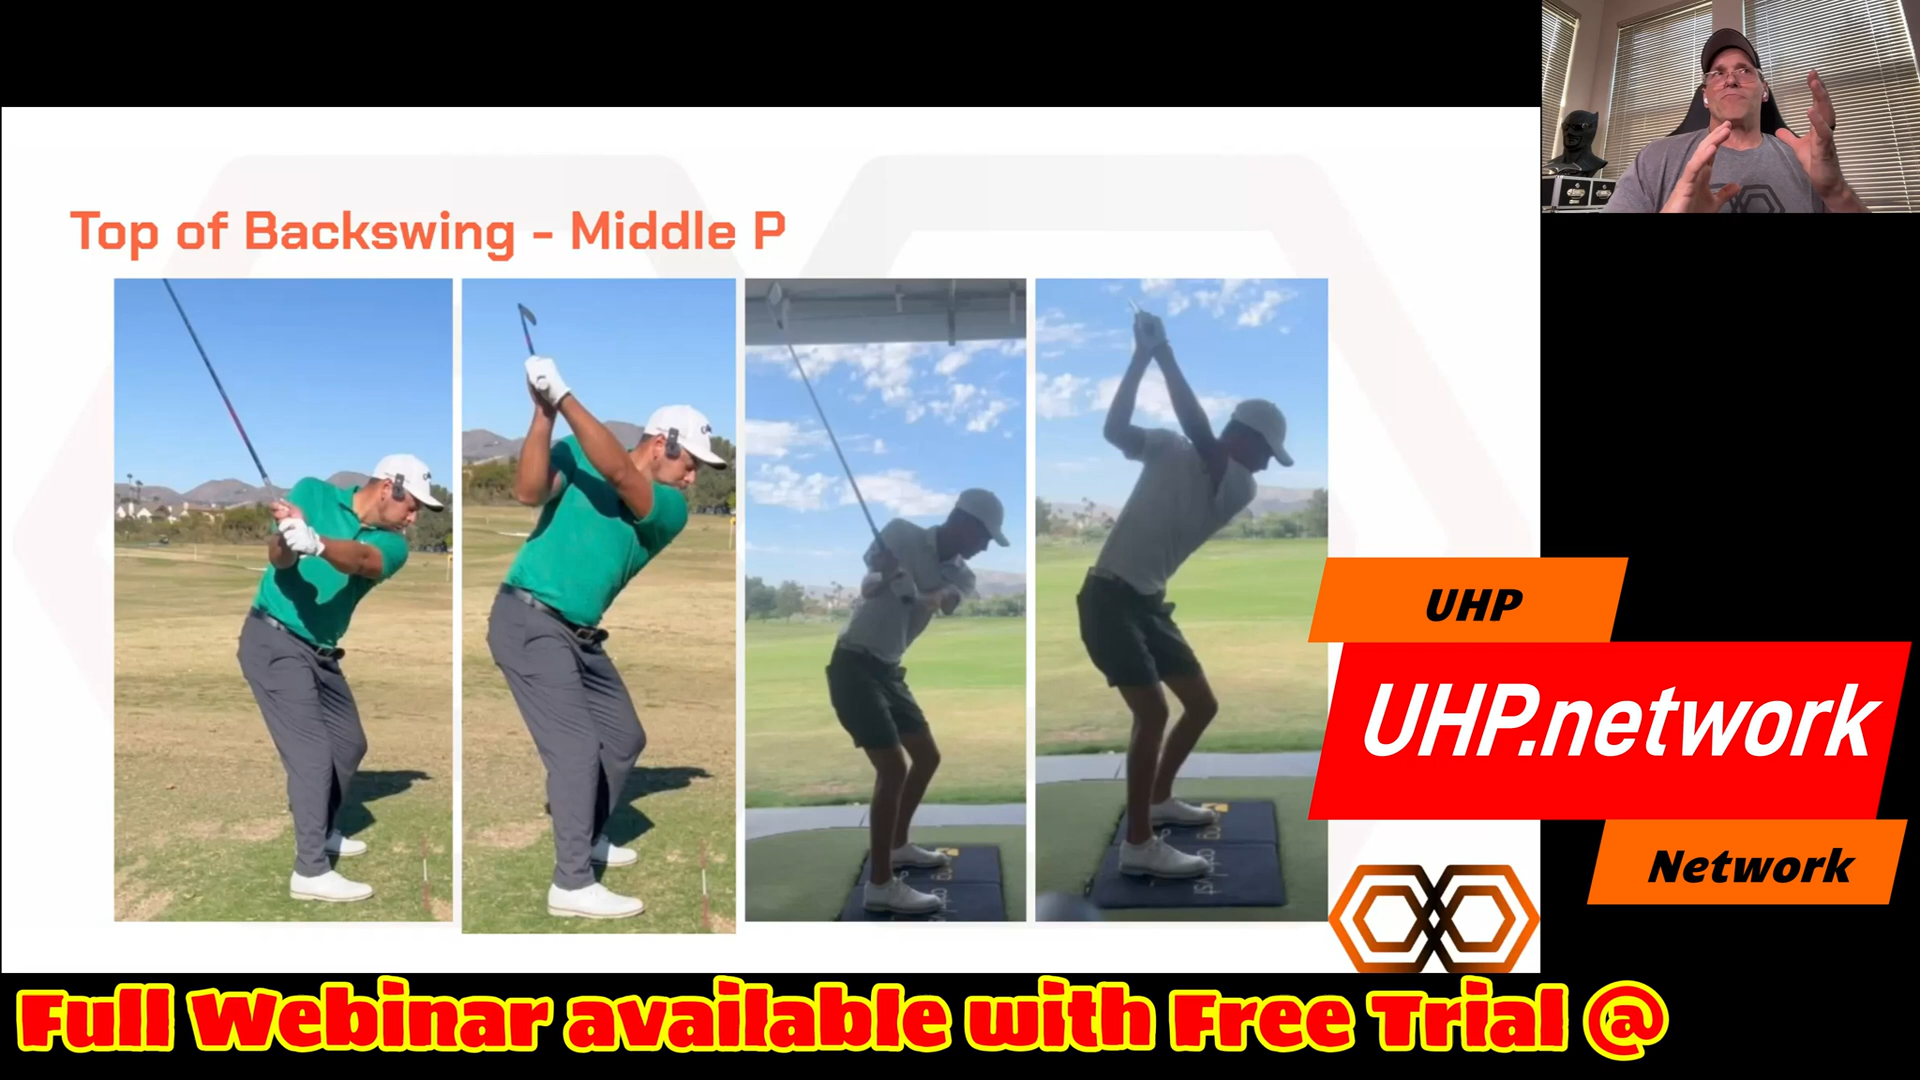 Top of Backswing - Middle P
UHP
UHP.network
Network
Full Webinar available with Free Trial @